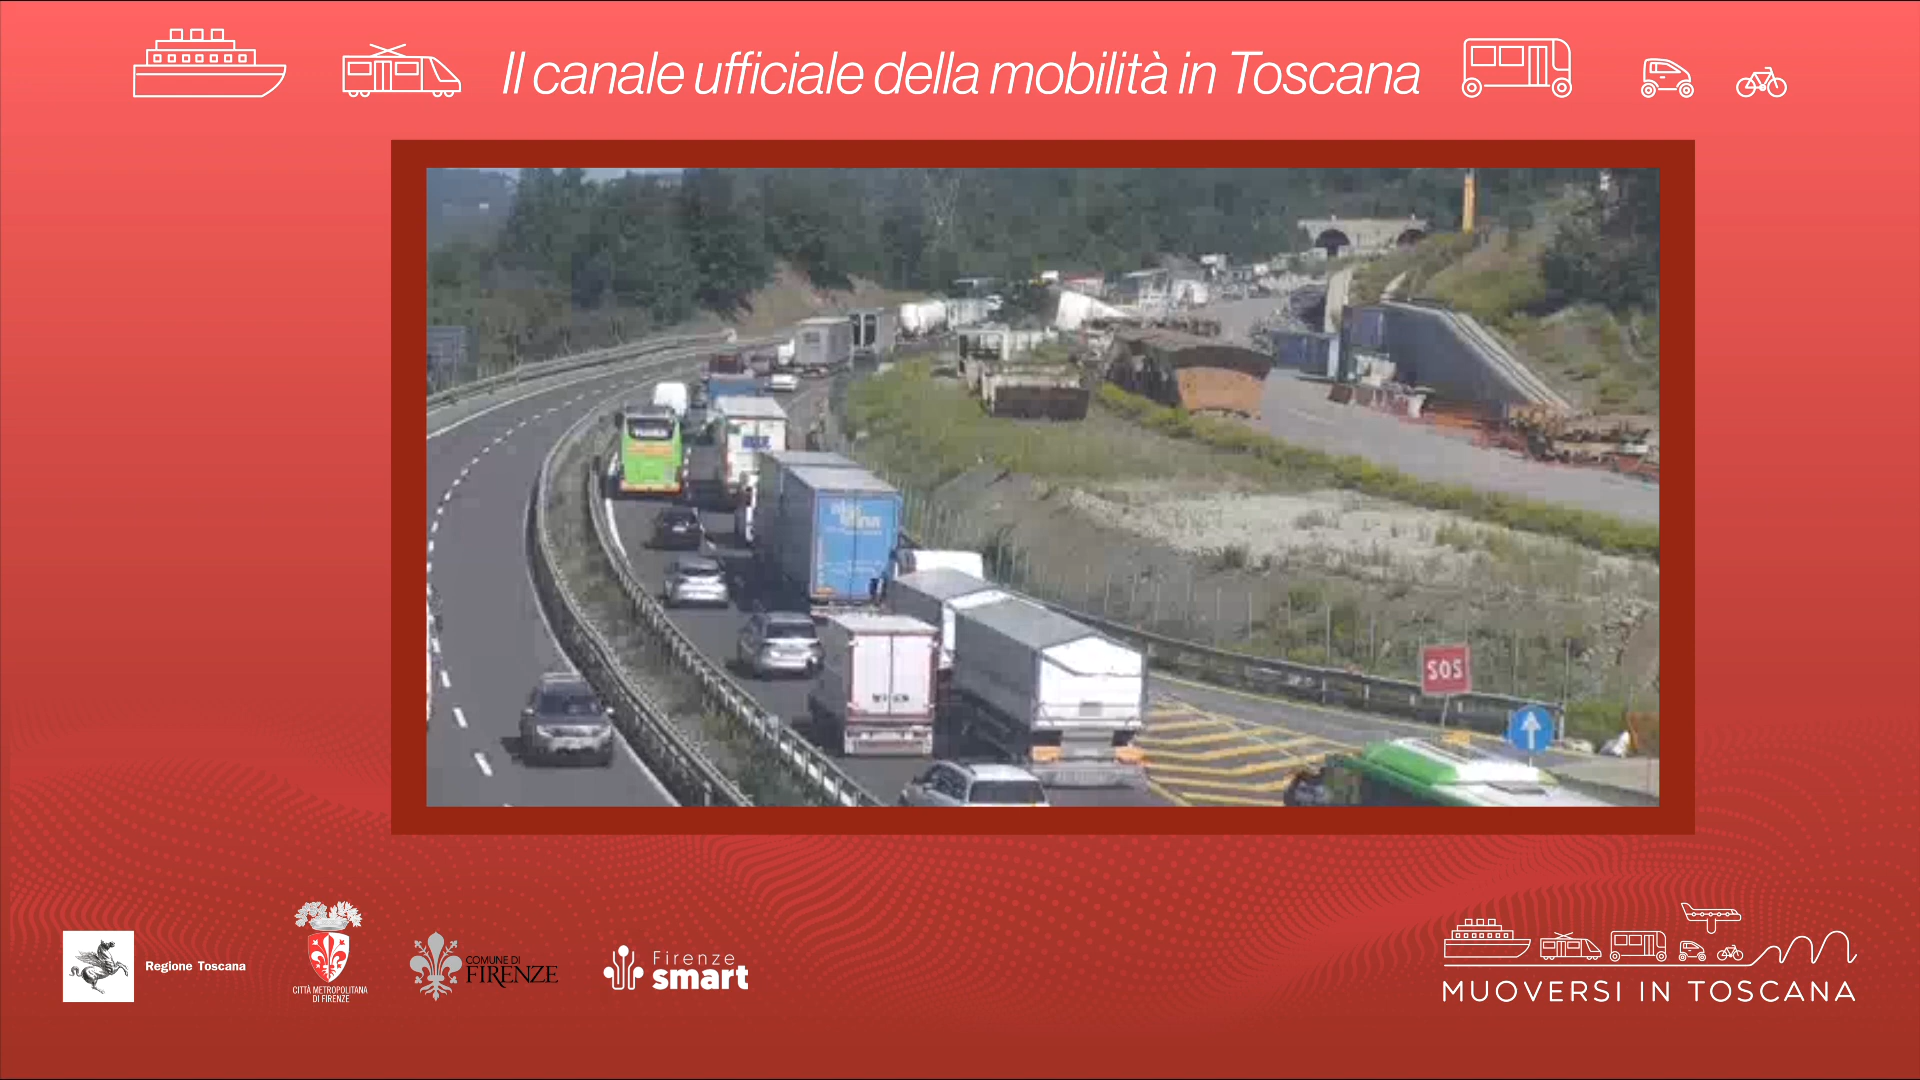 Il canale ufficiale della mobilità in Toscana
SOS
Regione Toscana
CITTÀ METROPOLITANA
DI FIRENZE
COMUNE DI
FIRENZE
Firenze
smart
MUOVERSI IN TOSCANA